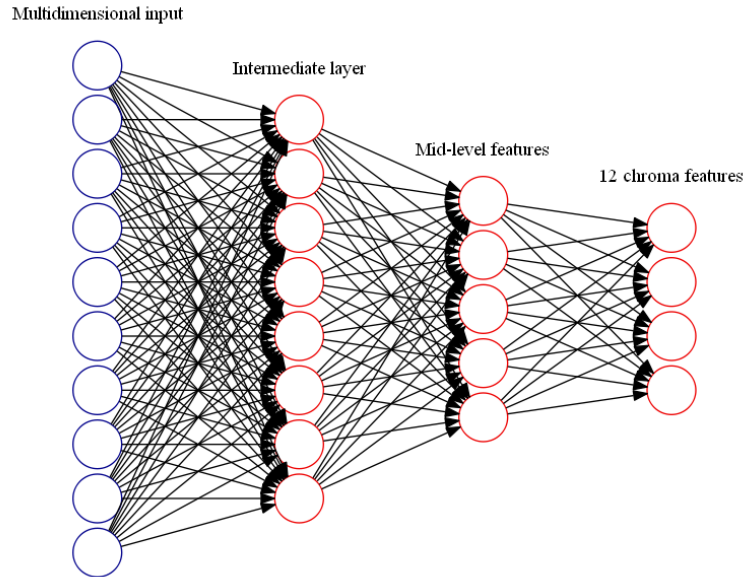 Multidimensional input
Intermediate layer
Mid-level features
12 chroma features